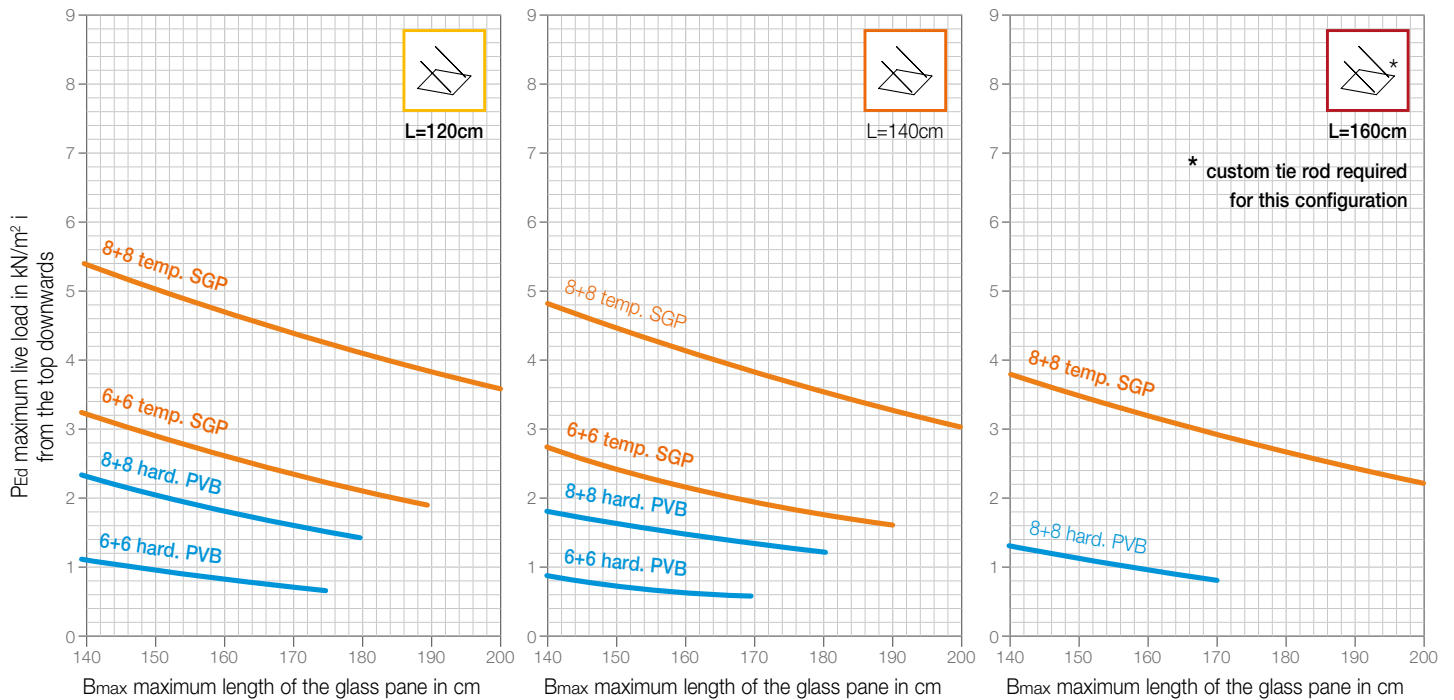 PEd maximum live load in kN/m² i
from the top downwards
9
8
7
6
5
4
3
2
1
0
L=120cm
8+8 temp. SGP
6+6 temp. SGP
8+8 hard. PVB
6+6 hard. PVB
140 150 160 170 180 190 200
Bmax maximum length of the glass pane in cm
9
8
7
6
5
4
3
2
1
0
L=140cm
8+8 temp. SGP
6+6 temp. SGP
8+8 hard. PVB
6+6 hard. PVB
140 150 160 170 180 190 200
Bmax maximum length of the glass pane in cm
9
8
7
6
5
4
3
2
1
0
*
L=160cm
* custom tie rod required
for this configuration
8+8 temp. SGP
8+8 hard. PVB
140 150 160 170 180 190 200
Bmax maximum length of the glass pane in cm